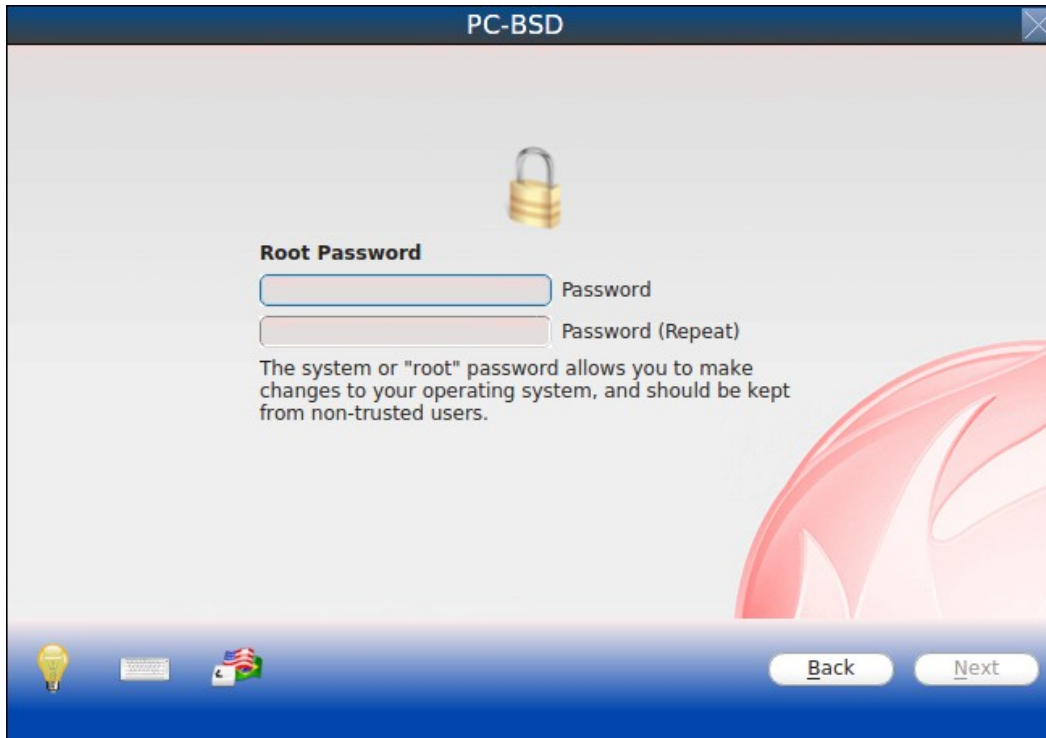 PC-BSD
Root Password
Password
Password (Repeat)
The system or "root" password allows you to make
changes to your operating system, and should be kept
from non-trusted users.
Back Next